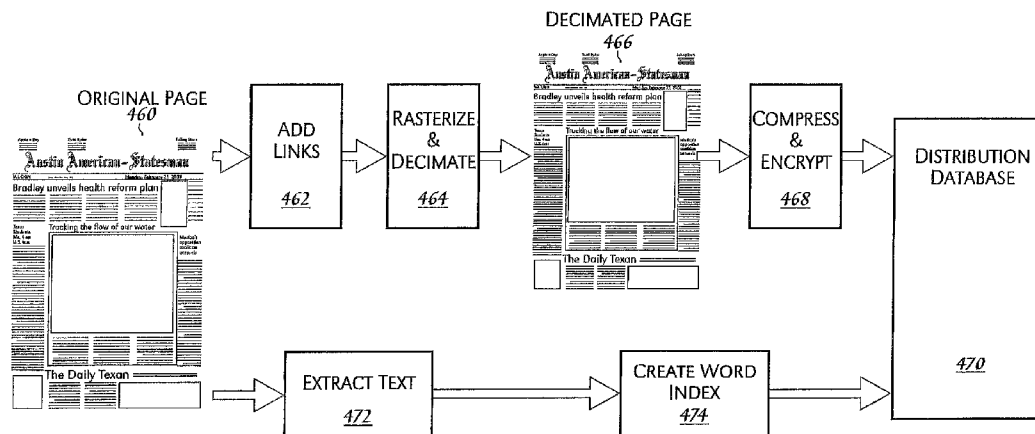 ORIGINAL PAGE
460
Austin American-Statesman
Bradley unveils health reform plan
Tracking the flow of our water
The Daily Texan
ADD
LINKS
462
RASTERIZE
&
DECIMATE
464
DECIMATED PAGE
466
Austin American-Statesman
Bradley unveils health reform plan
Tracking the flow of our water
The Daily Texan
COMPRESS
&
ENCRYPT
468
DISTRIBUTION
DATABASE
470
EXTRACT TEXT
472
CREATE WORD
INDEX
474